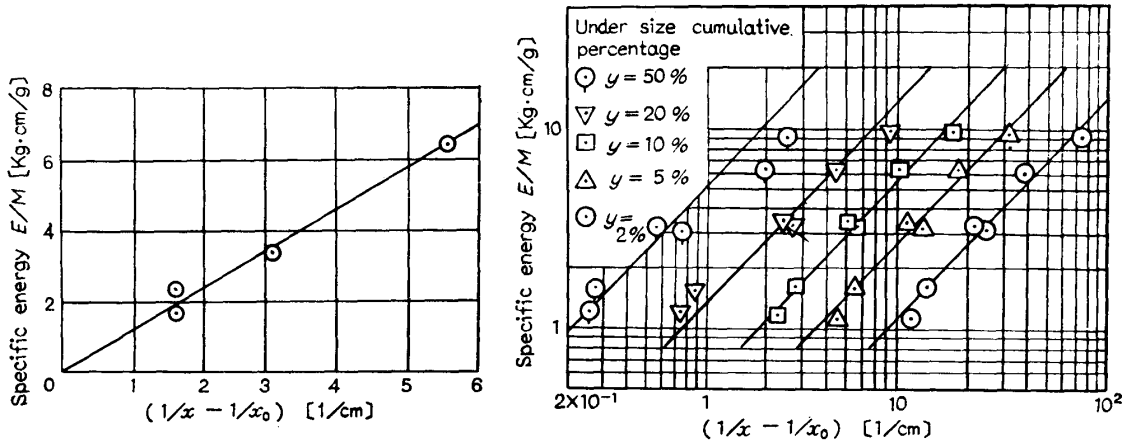 Specific energy E/M [Kg·cm/g]
8
6
4
2
0
1
2
3
4
5
6
(1/x − 1/x₀) [1/cm]
Specific energy E/M [Kg·cm/g]
Under size cumulative
percentage
y = 50 %
y = 20 %
y = 10 %
y = 5 %
y =
2%
10
1
2×10⁻¹
1
10
10²
(1/x − 1/x₀) [1/cm]